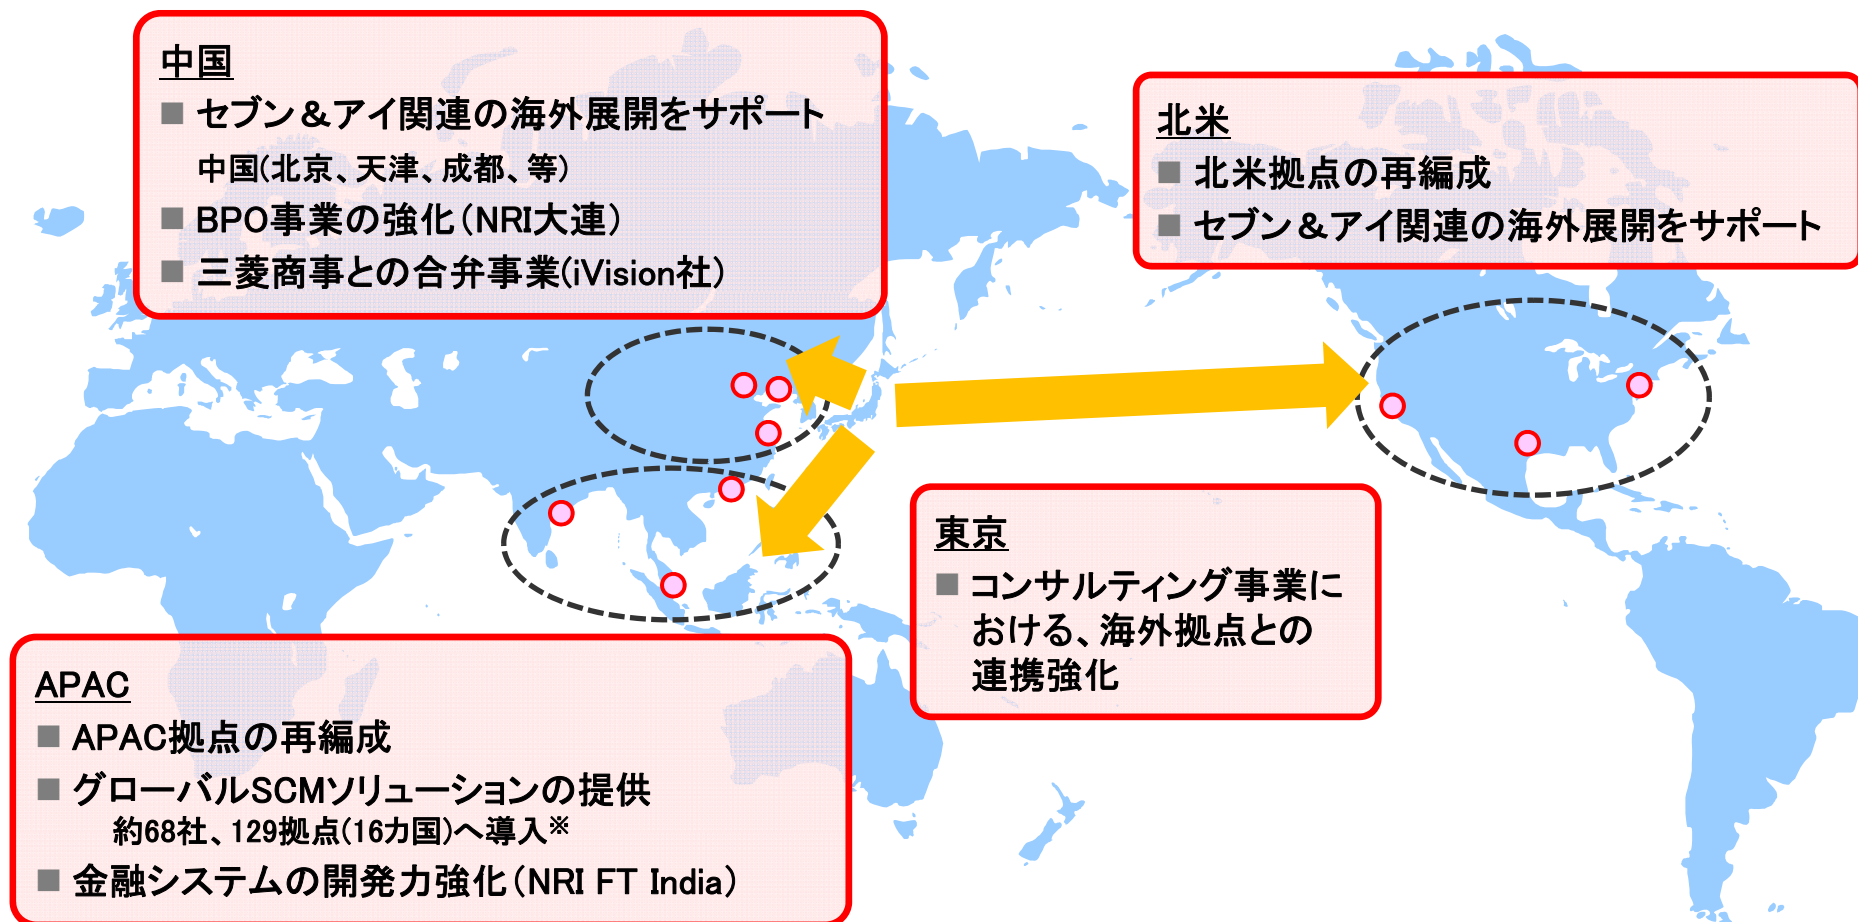 中国
■ セブン＆アイ関連の海外展開をサポート
中国(北京、天津、成都、等)
■ BPO事業の強化（NRI大連）
■ 三菱商事との合弁事業(iVision社)
北米
■ 北米拠点の再編成
■ セブン＆アイ関連の海外展開をサポート
東京
■ コンサルティング事業に
おける、海外拠点との
連携強化
APAC
■ APAC拠点の再編成
■ グローバルSCMソリューションの提供
約68社、129拠点(16カ国)へ導入※
■ 金融システムの開発力強化（NRI FT India）